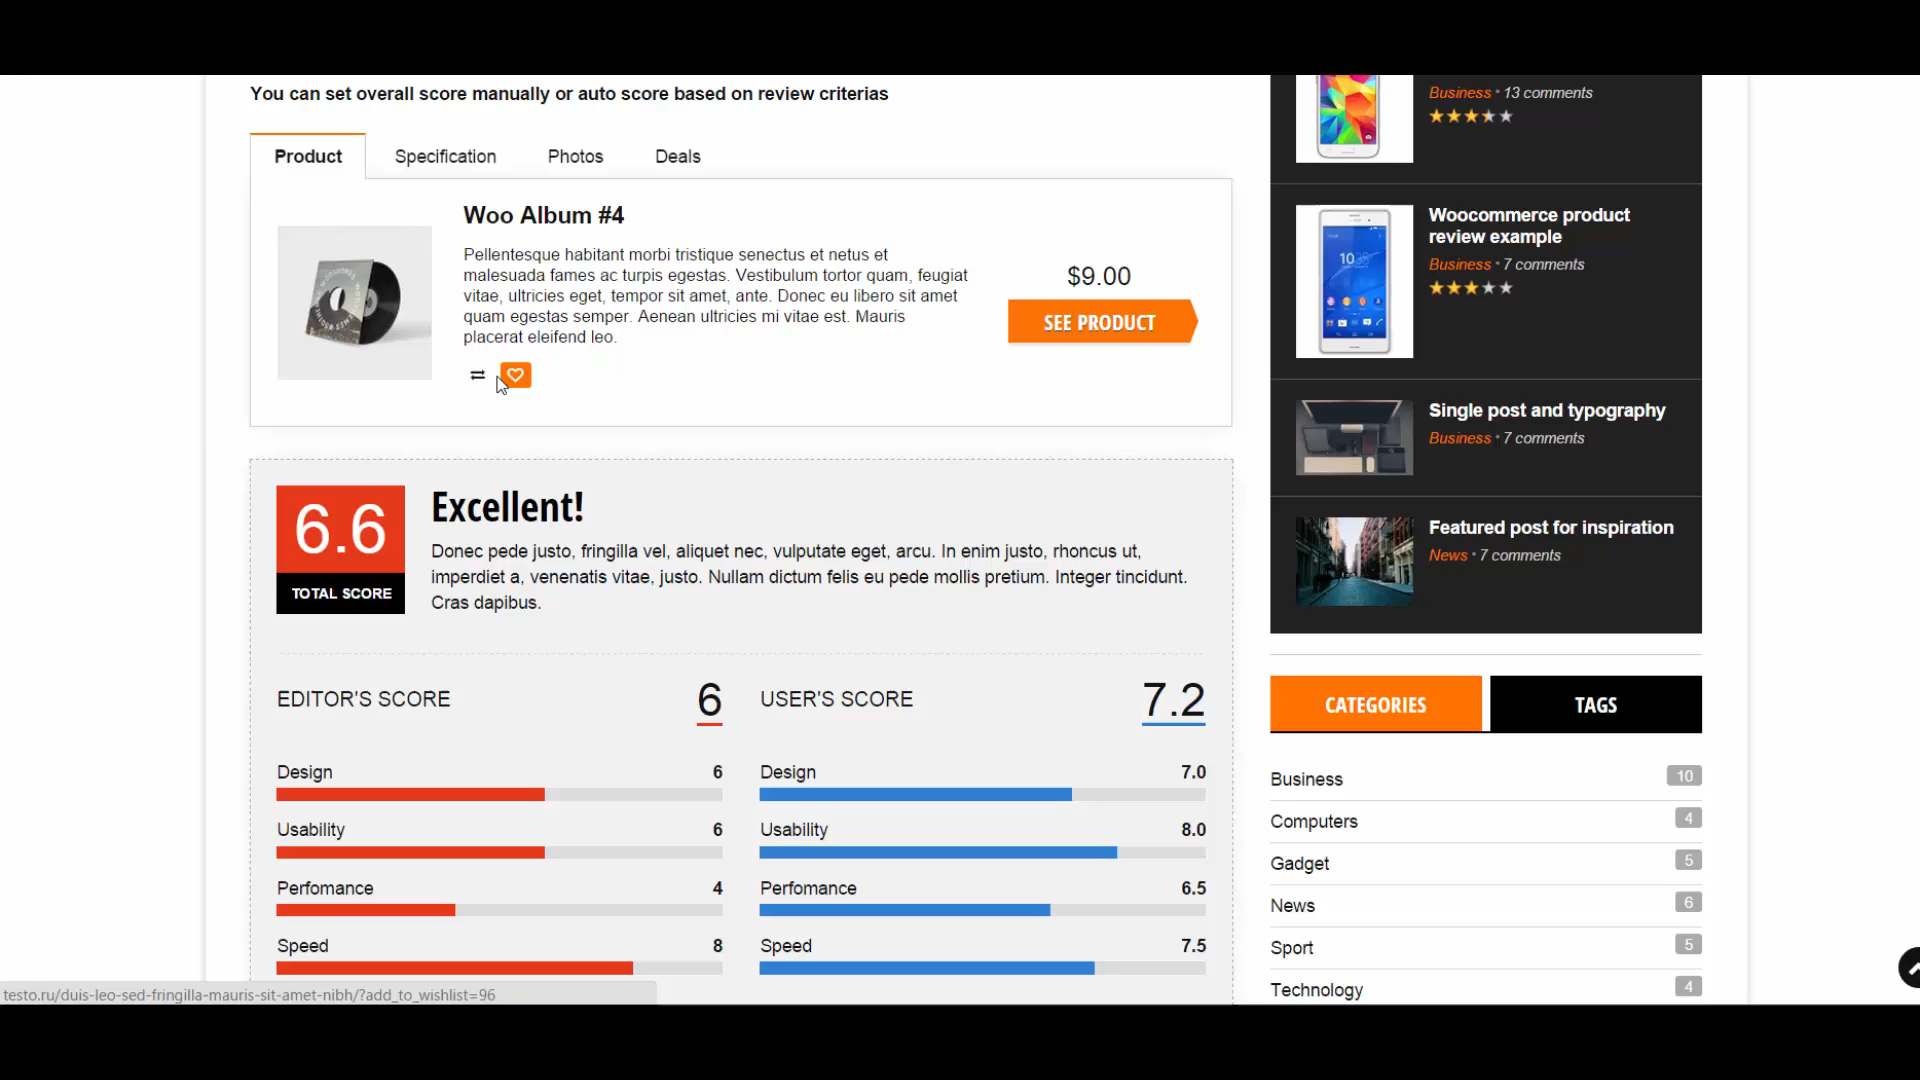 You can set overall score manually or auto score based on review criterias
Product
Specification
Photos
Deals
Woo Album #4
Pellentesque habitant morbi tristique senectus et netus et
malesuada fames ac turpis egestas. Vestibulum tortor quam, feugiat
vitae, ultricies eget, tempor sit amet, ante. Donec eu libero sit amet
quam egestas semper. Aenean ultricies mi vitae est. Mauris
placerat eleifend leo.
$9.00
SEE PRODUCT
6.6
TOTAL SCORE
Excellent!
Donec pede justo, fringilla vel, aliquet nec, vulputate eget, arcu. In enim justo, rhoncus ut,
imperdiet a, venenatis vitae, justo. Nullam dictum felis eu pede mollis pretium. Integer tincidunt.
Cras dapibus.
EDITOR'S SCORE 6
Design 6
Usability 6
Perfomance 4
Speed 8
USER'S SCORE 7.2
Design 7.0
Usability 8.0
Perfomance 6.5
Speed 7.5
Business • 13 comments
Woocommerce product
review example
Business • 7 comments
Single post and typography
Business • 7 comments
Featured post for inspiration
News • 7 comments
CATEGORIES
TAGS
Business 10
Computers 4
Gadget 5
News 6
Sport 5
Technology 4
testo.ru/duis-leo-sed-fringilla-mauris-sit-amet-nibh/?add_to_wishlist=96